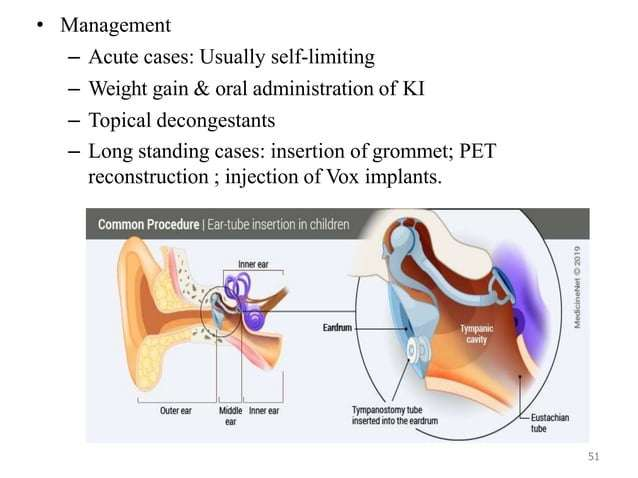 • Management
– Acute cases: Usually self-limiting
– Weight gain & oral administration of KI
– Topical decongestants
– Long standing cases: insertion of grommet; PET
reconstruction ; injection of Vox implants.
Common Procedure | Ear-tube insertion in children
Inner ear
Eardrum
Tympanic
cavity
MedicineNet © 2019
Outer ear
Middle
ear
Inner ear
Tympanostomy tube
inserted into the eardrum
Eustachian
tube
51